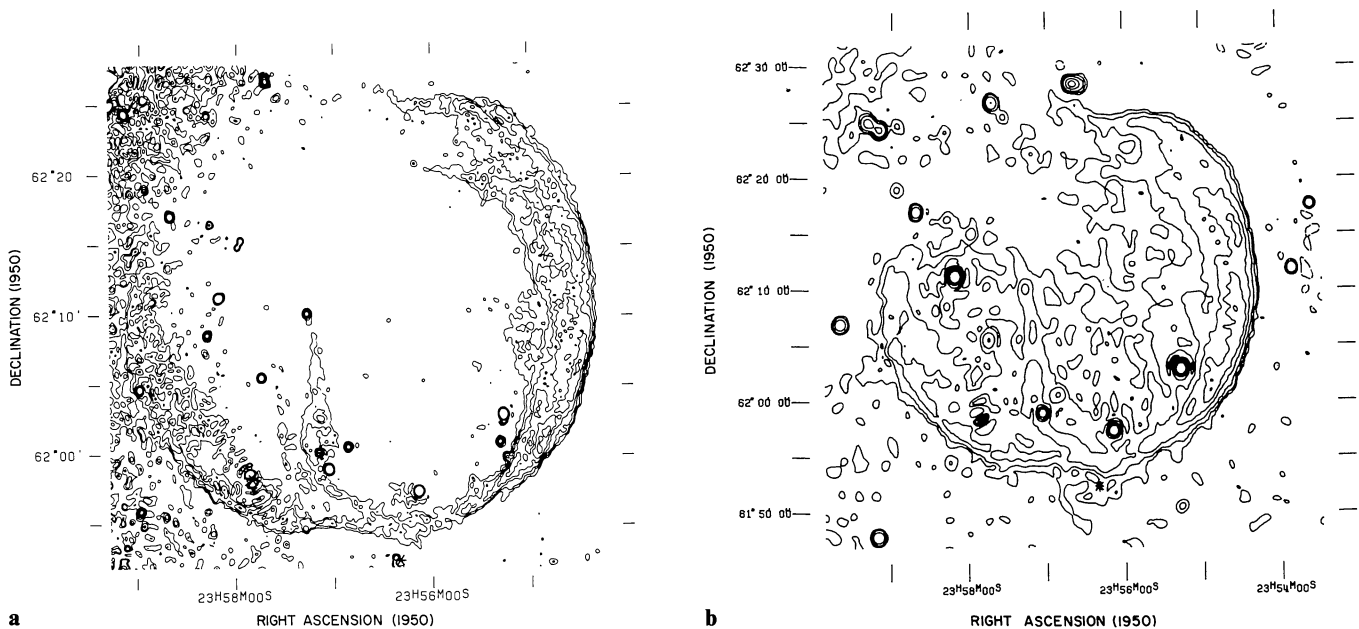 DECLINATION (1950)
62°20'
62°10'
62°00'
23H58M00S
23H56M00S
RIGHT ASCENSION (1950)
a
DECLINATION (1950)
62°30 00
62°20 00
62°10 00
62°00 00
61°50 00
23H58M00S
23H56M00S
23H54M00S
RIGHT ASCENSION (1950)
b